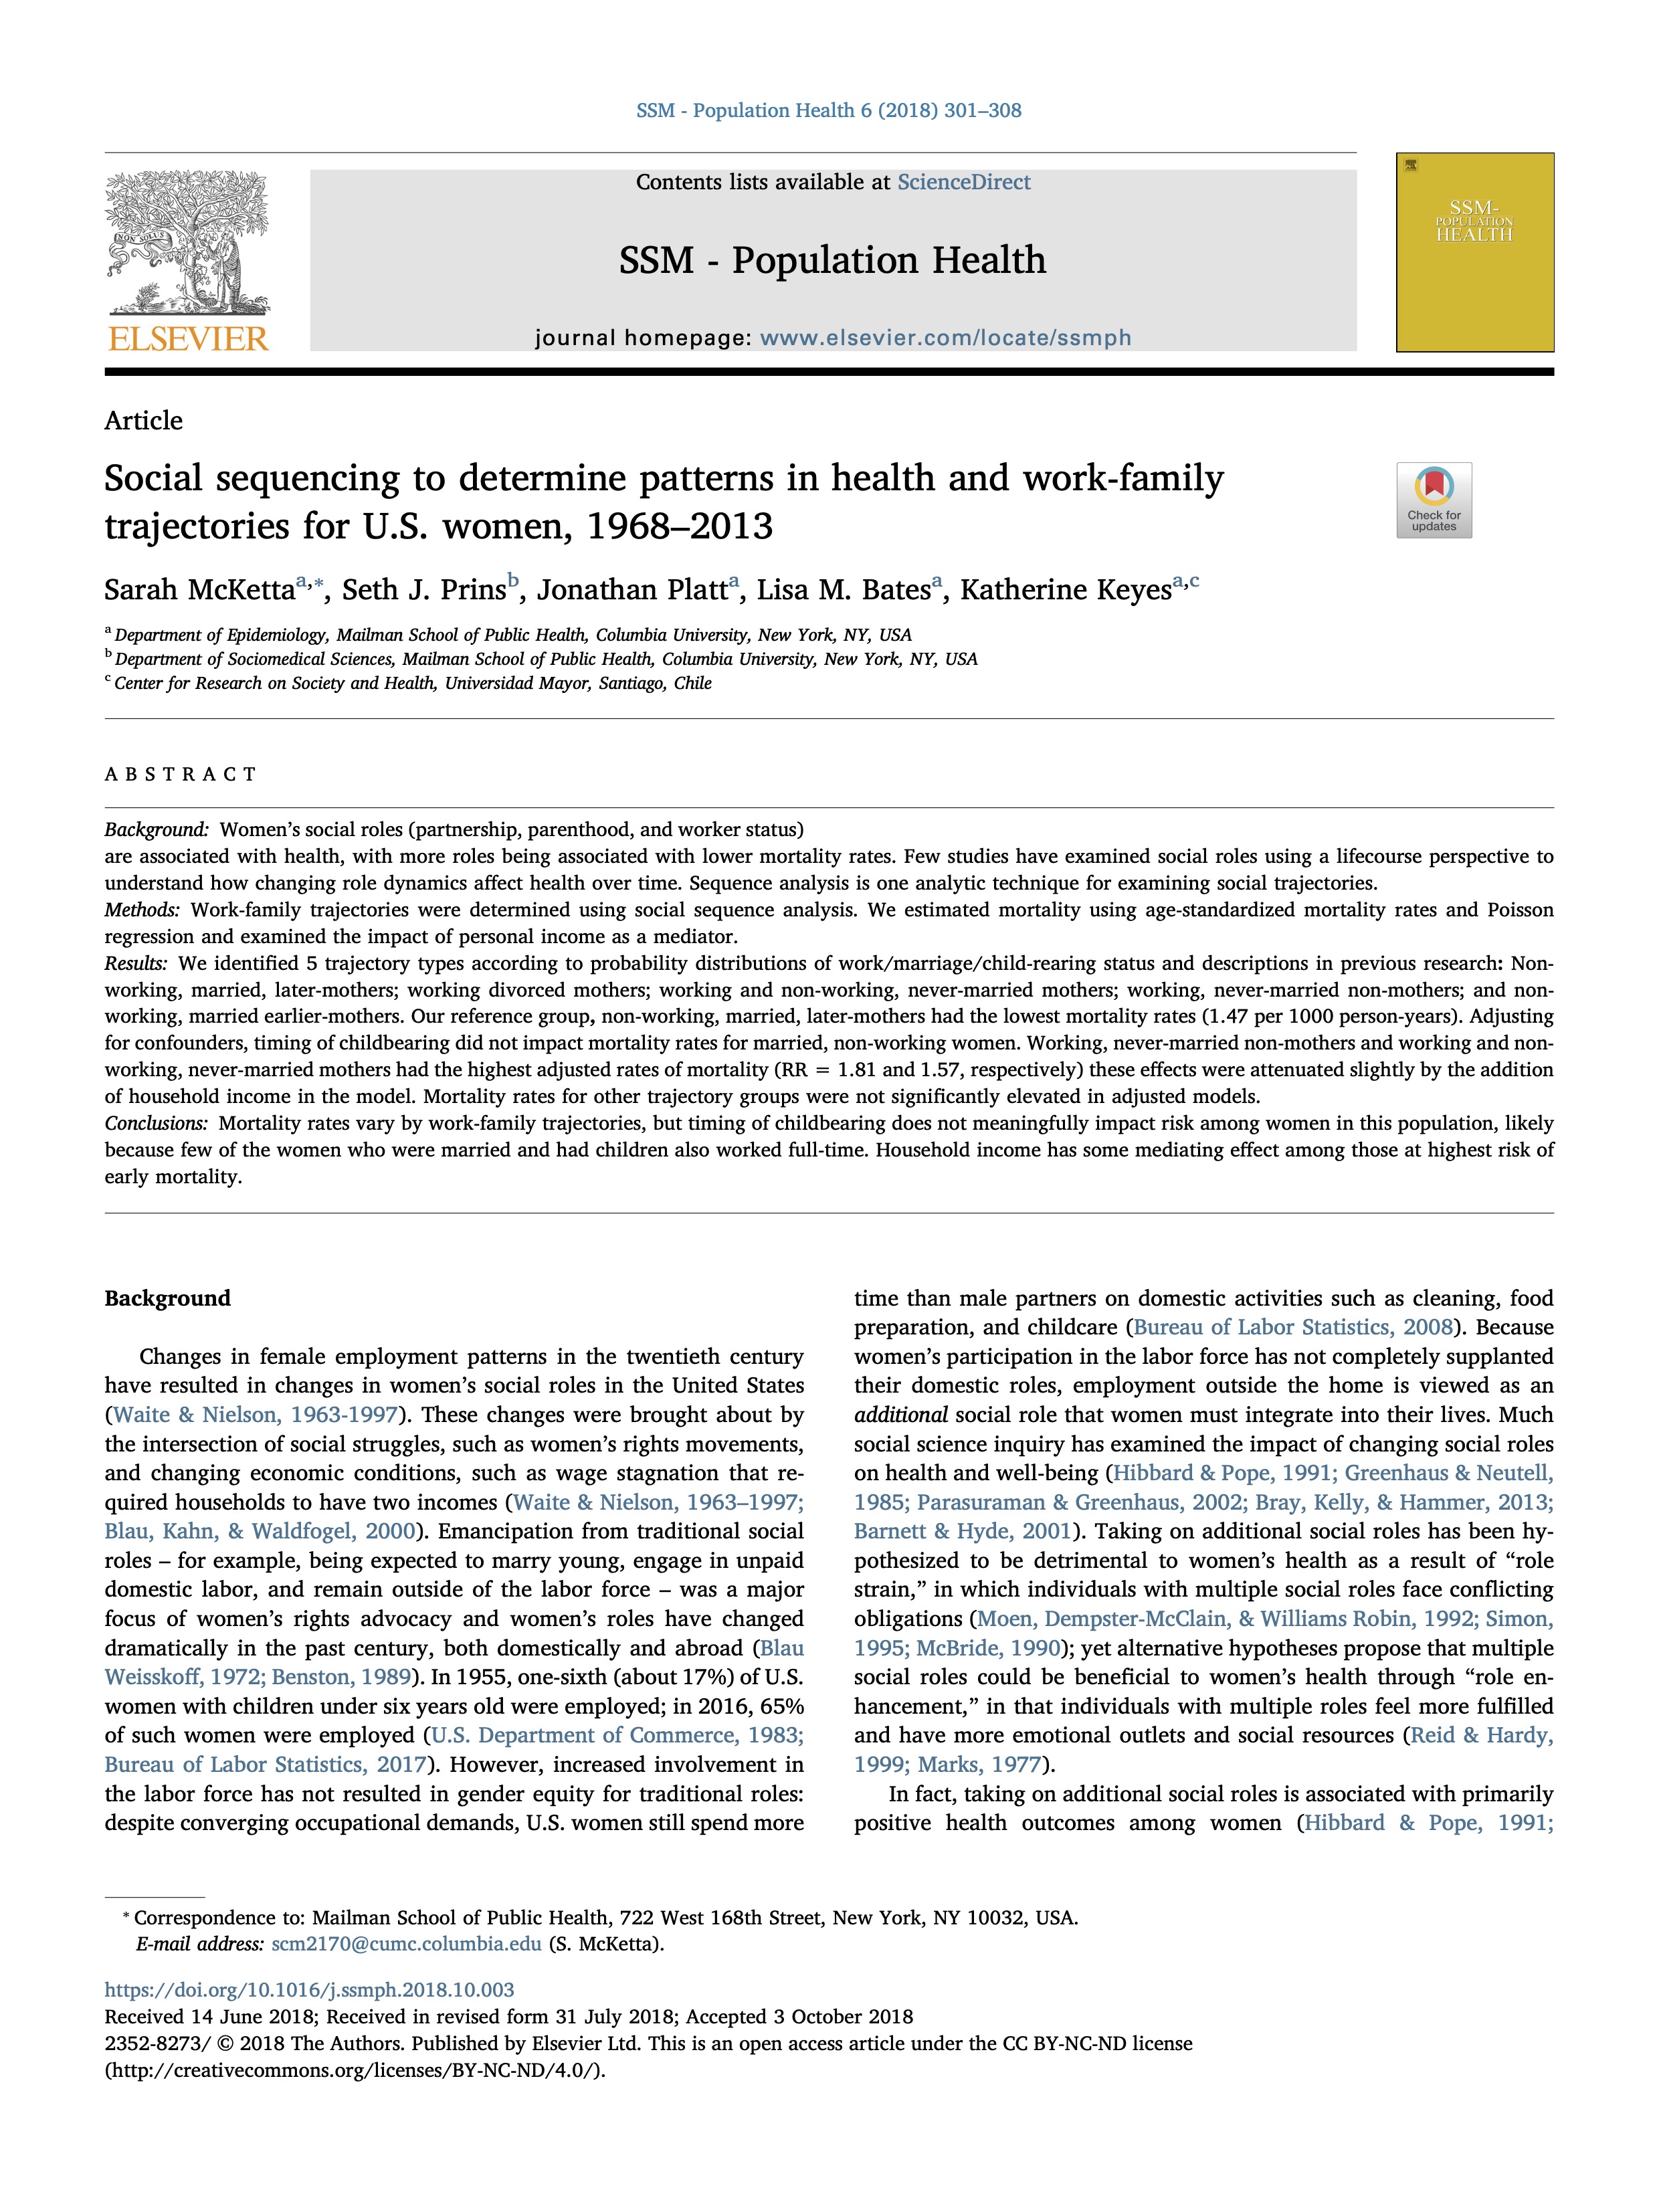 SSM - Population Health 6 (2018) 301–308
Contents lists available at ScienceDirect
SSM - Population Health
journal homepage: www.elsevier.com/locate/ssmph
NON SOLUS
ELSEVIER
SSM-
POPULATION
HEALTH
Article
Social sequencing to determine patterns in health and work-family
trajectories for U.S. women, 1968–2013
Check for
updates
Sarah McKettaa,⁎, Seth J. Prinsb, Jonathan Platta, Lisa M. Batesa, Katherine Keyesa,c
a Department of Epidemiology, Mailman School of Public Health, Columbia University, New York, NY, USA
b Department of Sociomedical Sciences, Mailman School of Public Health, Columbia University, New York, NY, USA
c Center for Research on Society and Health, Universidad Mayor, Santiago, Chile
A B S T R A C T
Background: Women's social roles (partnership, parenthood, and worker status)
are associated with health, with more roles being associated with lower mortality rates. Few studies have examined social roles using a lifecourse perspective to
understand how changing role dynamics affect health over time. Sequence analysis is one analytic technique for examining social trajectories.
Methods: Work-family trajectories were determined using social sequence analysis. We estimated mortality using age-standardized mortality rates and Poisson
regression and examined the impact of personal income as a mediator.
Results: We identified 5 trajectory types according to probability distributions of work/marriage/child-rearing status and descriptions in previous research: Non-
working, married, later-mothers; working divorced mothers; working and non-working, never-married mothers; working, never-married non-mothers; and non-
working, married earlier-mothers. Our reference group, non-working, married, later-mothers had the lowest mortality rates (1.47 per 1000 person-years). Adjusting
for confounders, timing of childbearing did not impact mortality rates for married, non-working women. Working, never-married non-mothers and working and non-
working, never-married mothers had the highest adjusted rates of mortality (RR = 1.81 and 1.57, respectively) these effects were attenuated slightly by the addition
of household income in the model. Mortality rates for other trajectory groups were not significantly elevated in adjusted models.
Conclusions: Mortality rates vary by work-family trajectories, but timing of childbearing does not meaningfully impact risk among women in this population, likely
because few of the women who were married and had children also worked full-time. Household income has some mediating effect among those at highest risk of
early mortality.
Background
Changes in female employment patterns in the twentieth century
have resulted in changes in women's social roles in the United States
(Waite & Nielson, 1963-1997). These changes were brought about by
the intersection of social struggles, such as women's rights movements,
and changing economic conditions, such as wage stagnation that re-
quired households to have two incomes (Waite & Nielson, 1963–1997;
Blau, Kahn, & Waldfogel, 2000). Emancipation from traditional social
roles – for example, being expected to marry young, engage in unpaid
domestic labor, and remain outside of the labor force – was a major
focus of women's rights advocacy and women's roles have changed
dramatically in the past century, both domestically and abroad (Blau
Weisskoff, 1972; Benston, 1989). In 1955, one-sixth (about 17%) of U.S.
women with children under six years old were employed; in 2016, 65%
of such women were employed (U.S. Department of Commerce, 1983;
Bureau of Labor Statistics, 2017). However, increased involvement in
the labor force has not resulted in gender equity for traditional roles:
despite converging occupational demands, U.S. women still spend more
time than male partners on domestic activities such as cleaning, food
preparation, and childcare (Bureau of Labor Statistics, 2008). Because
women's participation in the labor force has not completely supplanted
their domestic roles, employment outside the home is viewed as an
additional social role that women must integrate into their lives. Much
social science inquiry has examined the impact of changing social roles
on health and well-being (Hibbard & Pope, 1991; Greenhaus & Neutell,
1985; Parasuraman & Greenhaus, 2002; Bray, Kelly, & Hammer, 2013;
Barnett & Hyde, 2001). Taking on additional social roles has been hy-
pothesized to be detrimental to women's health as a result of “role
strain,” in which individuals with multiple social roles face conflicting
obligations (Moen, Dempster-McClain, & Williams Robin, 1992; Simon,
1995; McBride, 1990); yet alternative hypotheses propose that multiple
social roles could be beneficial to women's health through “role en-
hancement,” in that individuals with multiple roles feel more fulfilled
and have more emotional outlets and social resources (Reid & Hardy,
1999; Marks, 1977).
In fact, taking on additional social roles is associated with primarily
positive health outcomes among women (Hibbard & Pope, 1991;
⁎ Correspondence to: Mailman School of Public Health, 722 West 168th Street, New York, NY 10032, USA.
E-mail address: scm2170@cumc.columbia.edu (S. McKetta).
https://doi.org/10.1016/j.ssmph.2018.10.003
Received 14 June 2018; Received in revised form 31 July 2018; Accepted 3 October 2018
2352-8273/ © 2018 The Authors. Published by Elsevier Ltd. This is an open access article under the CC BY-NC-ND license
(http://creativecommons.org/licenses/BY-NC-ND/4.0/).